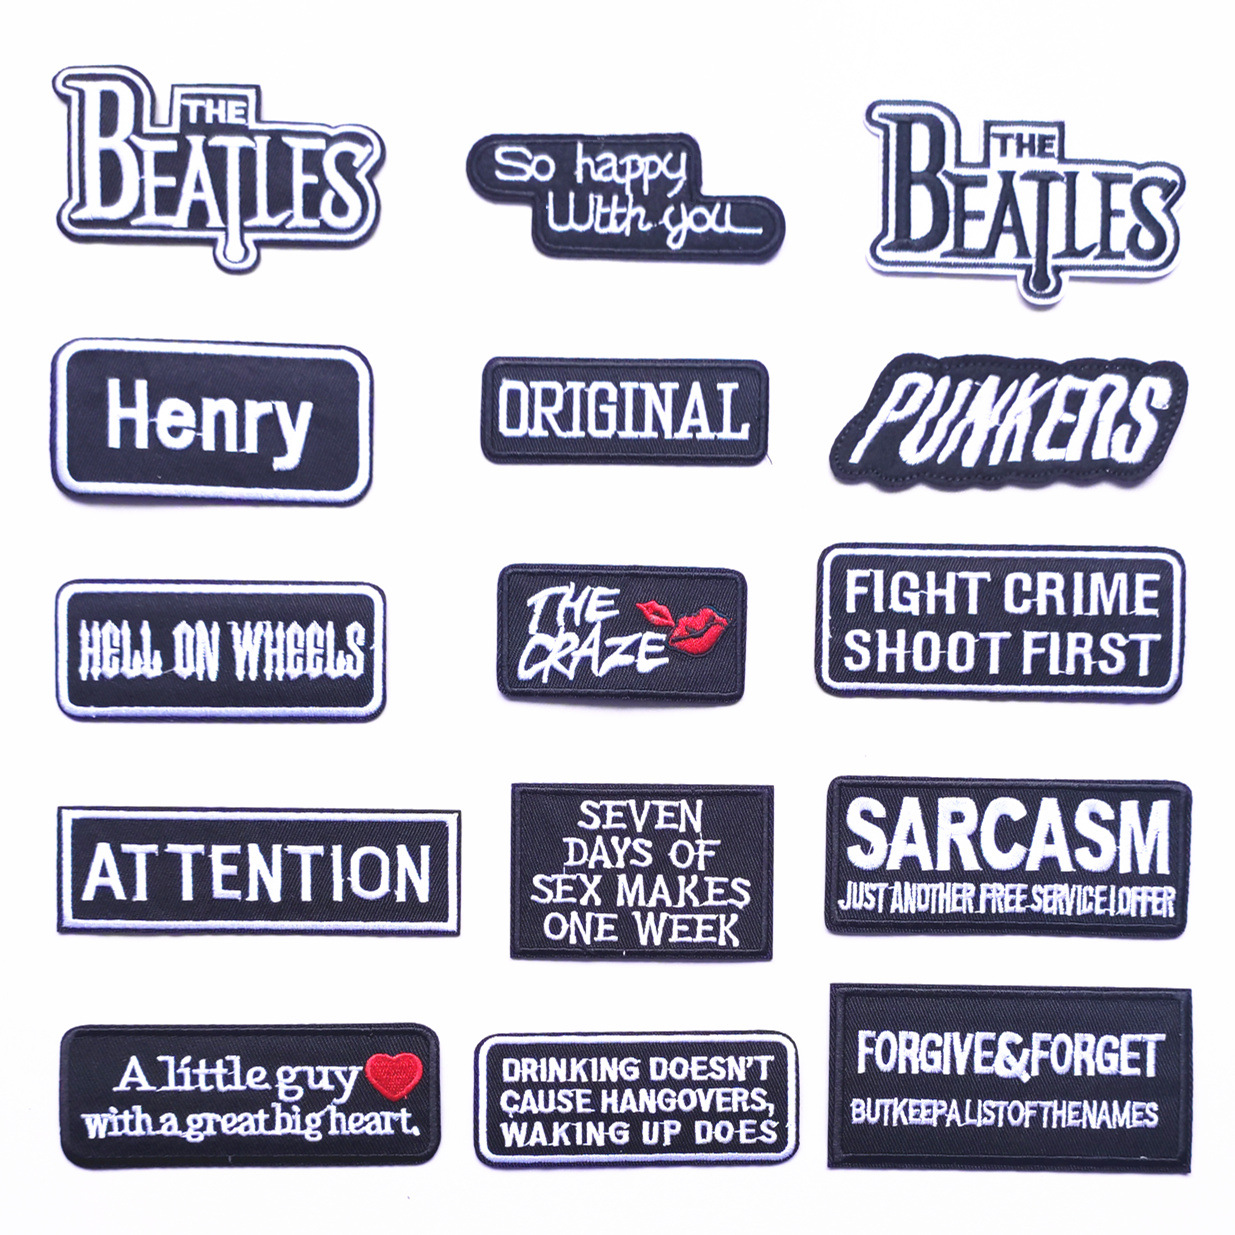 THE
BEATLES
So happy
With you
THE
BEATLES
Henry
ORIGINAL
PUNKERS
HELL ON WHEELS
THE
CRAZE
FIGHT CRIME
SHOOT FIRST
ATTENTION
SEVEN
DAYS OF
SEX MAKES
ONE WEEK
SARCASM
JUST ANOTHER FREE SERVICE I OFFER
A little guy
with a great big heart.
DRINKING DOESN'T
CAUSE HANGOVERS,
WAKING UP DOES
FORGIVE&FORGET
BUTKEEPALISTOFTHENAMES